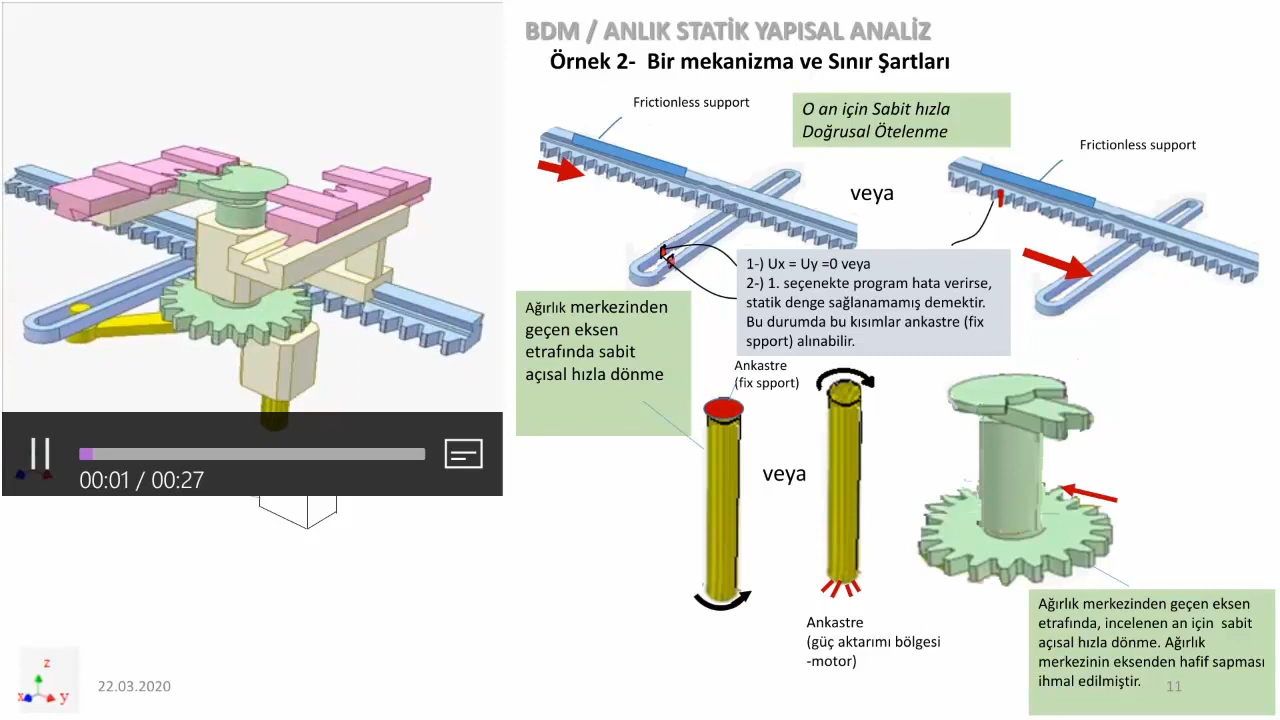 BDM / ANLIK STATİK YAPISAL ANALİZ
Örnek 2- Bir mekanizma ve Sınır Şartları
Frictionless support
O an için Sabit hızla
Doğrusal Ötelenme
Frictionless support
veya
1-) Ux = Uy =0 veya
2-) 1. seçenekte program hata verirse,
statik denge sağlanamamış demektir.
Bu durumda bu kısımlar ankastre (fix
spport) alınabilir.
Ağırlık merkezinden
geçen eksen
etrafında sabit
açısal hızla dönme
Ankastre
(fix spport)
veya
00:01 / 00:27
Ankastre
(güç aktarımı bölgesi
-motor)
Ağırlık merkezinden geçen eksen
etrafında, incelenen an için sabit
açısal hızla dönme. Ağırlık
merkezinin eksenden hafif sapması
ihmal edilmiştir.
z
x
y
22.03.2020
11